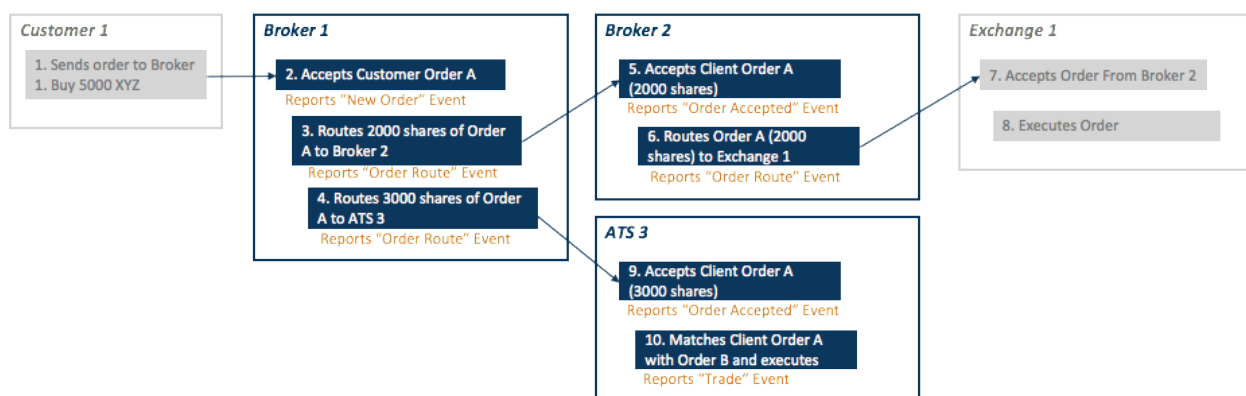 Customer 1
1. Sends order to Broker
1. Buy 5000 XYZ
Broker 1
2. Accepts Customer Order A
Reports "New Order" Event
3. Routes 2000 shares of Order
A to Broker 2
Reports "Order Route" Event
4. Routes 3000 shares of Order
A to ATS 3
Reports "Order Route" Event
Broker 2
5. Accepts Client Order A
(2000 shares)
Reports "Order Accepted" Event
6. Routes Order A (2000
shares) to Exchange 1
Reports "Order Route" Event
Exchange 1
7. Accepts Order From Broker 2
8. Executes Order
ATS 3
9. Accepts Client Order A
(3000 shares)
Reports "Order Accepted" Event
10. Matches Client Order A
with Order B and executes
Reports "Trade" Event